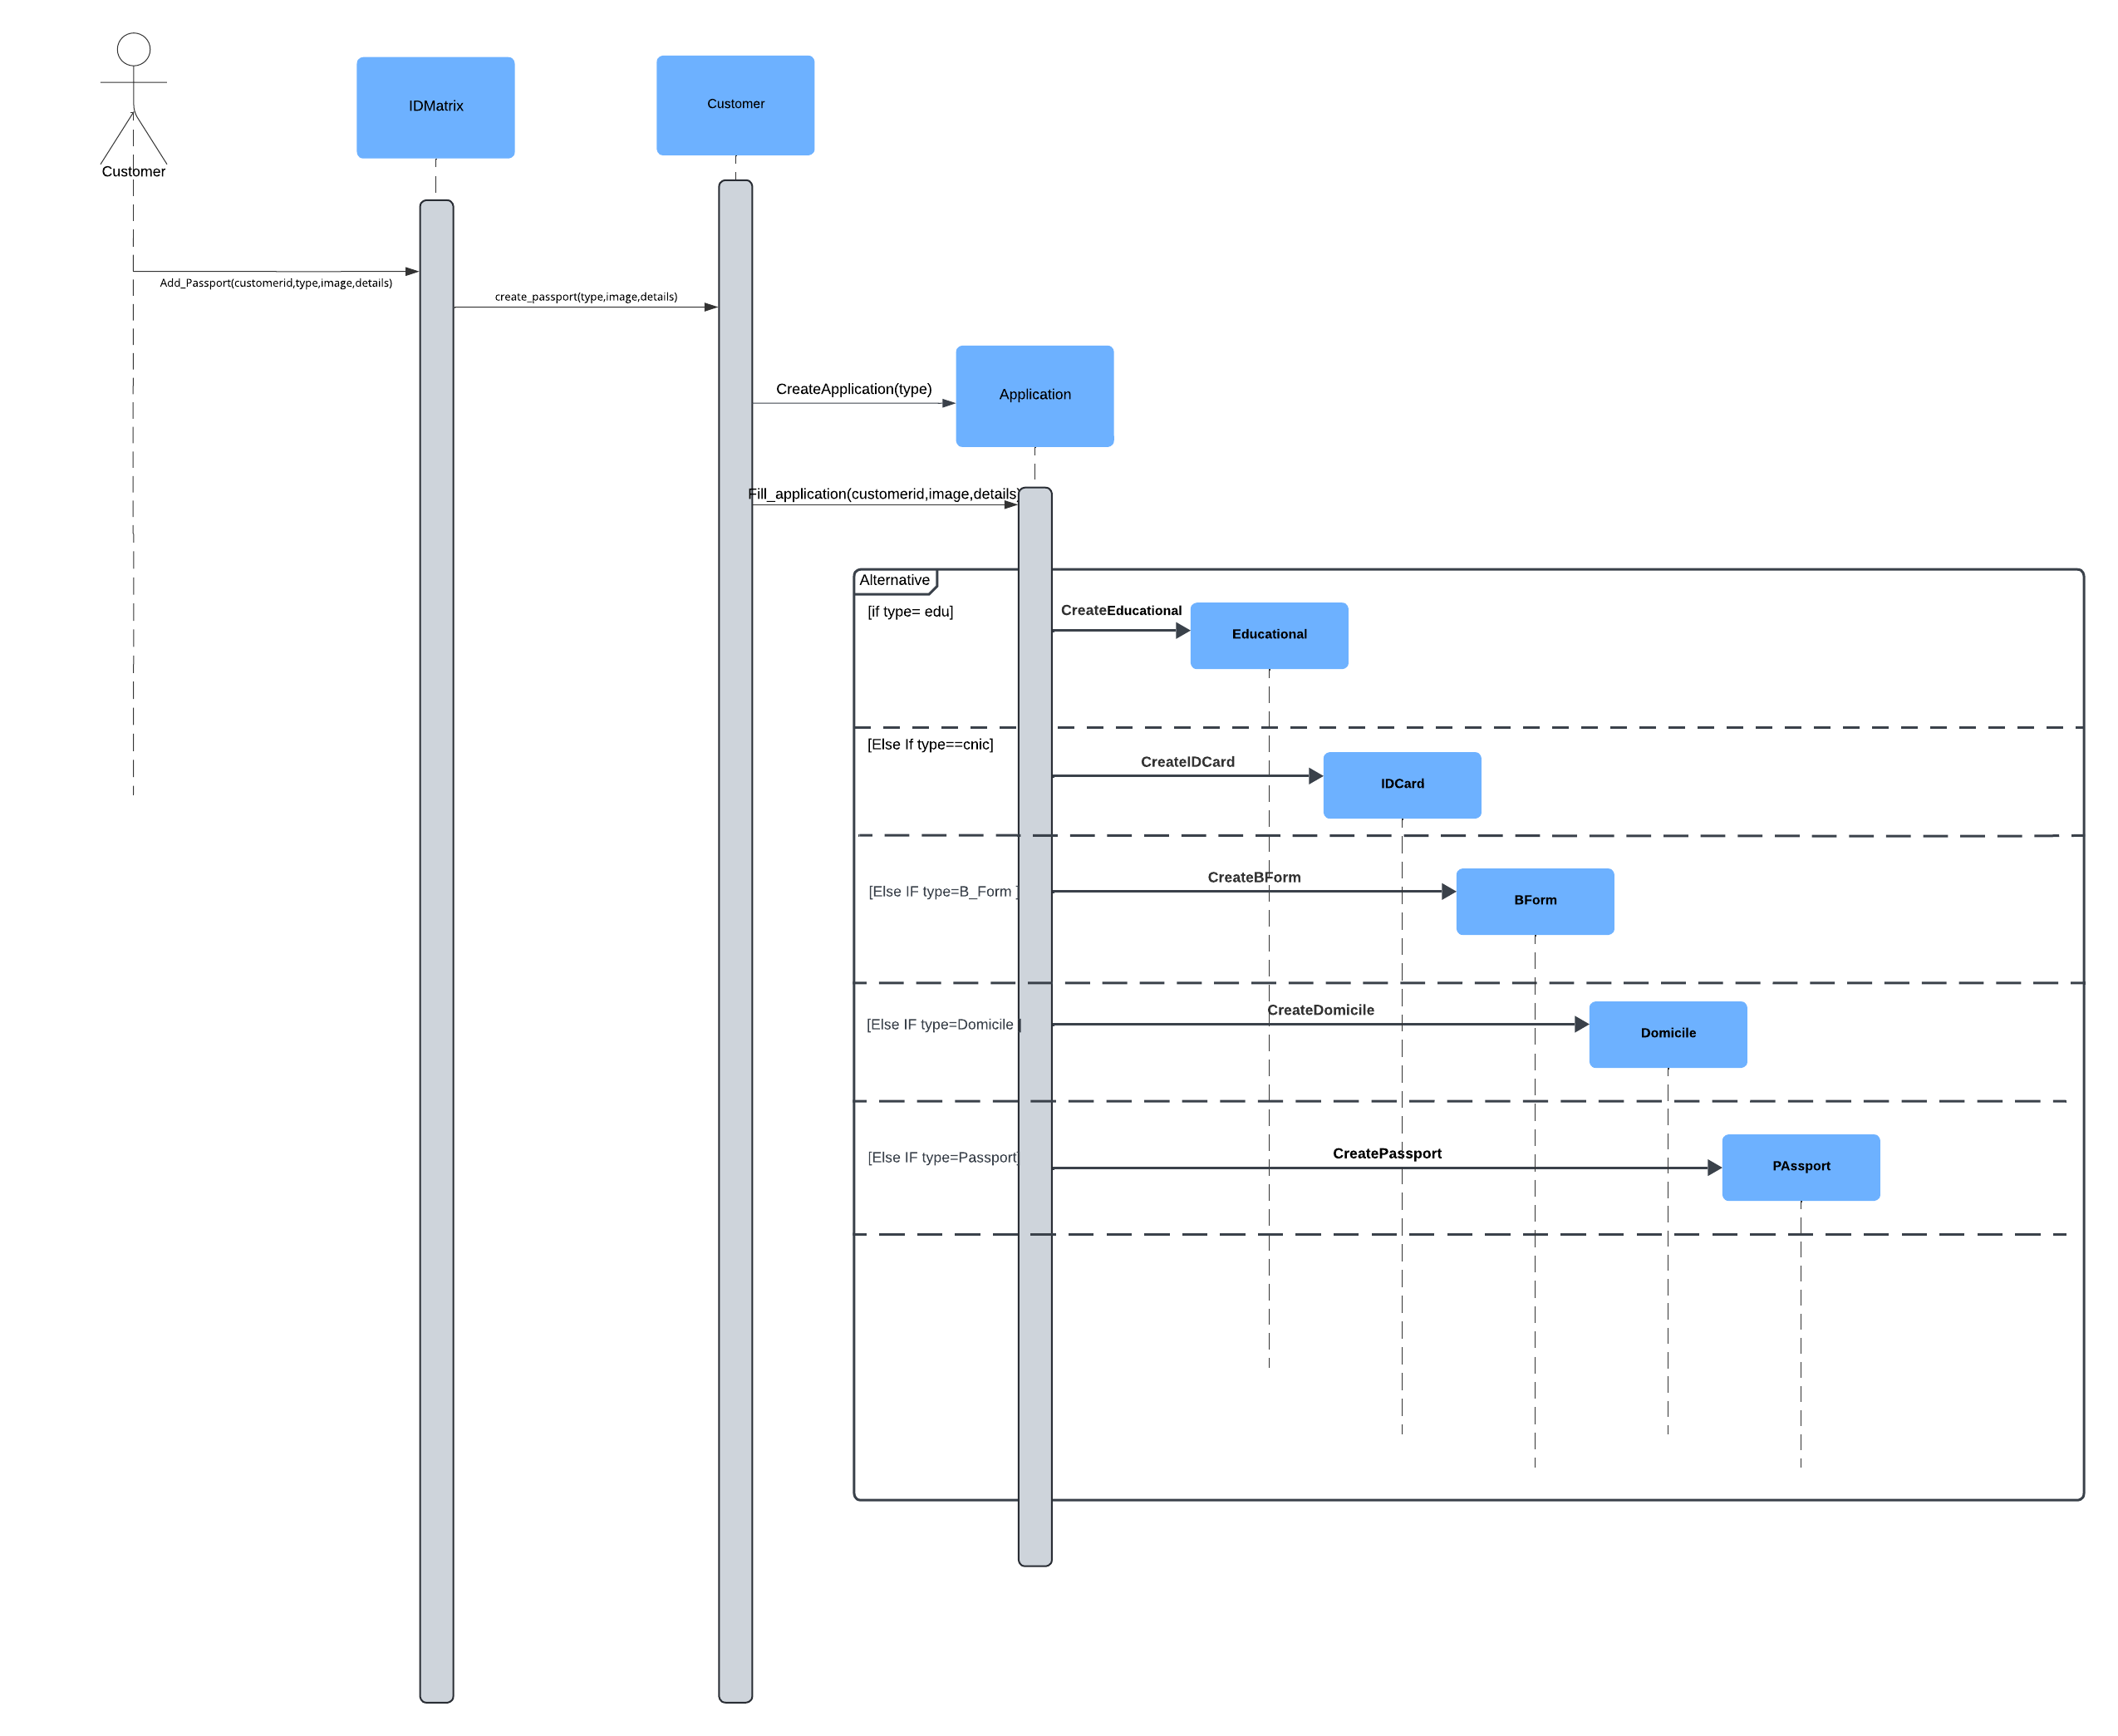 Customer
IDMatrix
Customer
Add_Passport(customerid,type,image,details)
create_passport(type,image,details)
CreateApplication(type)
Application
Fill_application(customerid,image,details)
Alternative
[if type= edu]
CreateEducational
Educational
[Else If type==cnic]
CreateIDCard
IDCard
[Else IF type=B_Form ]
CreateBForm
BForm
[Else IF type=Domicile ]
CreateDomicile
Domicile
[Else IF type=Passport]
CreatePassport
PAssport